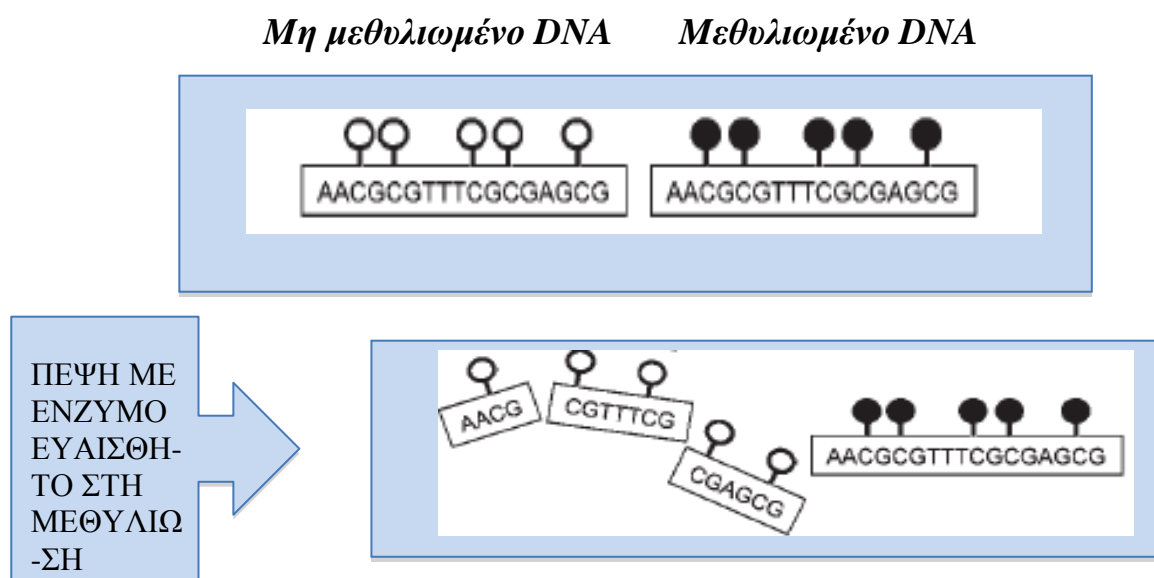 Μη μεθυλιωμένο DNA Μεθυλιωμένο DNA
AACGCGTTTCGCGAGCG AACGCGTTTCGCGAGCG
ΠΕΨΗ ΜΕ
ΕΝΖΥΜΟ
ΕΥΑΙΣΘΗ-
ΤΟ ΣΤΗ
ΜΕΘΥΛΙΩ
-ΣΗ
AACG CGTTTCG CGAGCG AACGCGTTTCGCGAGCG